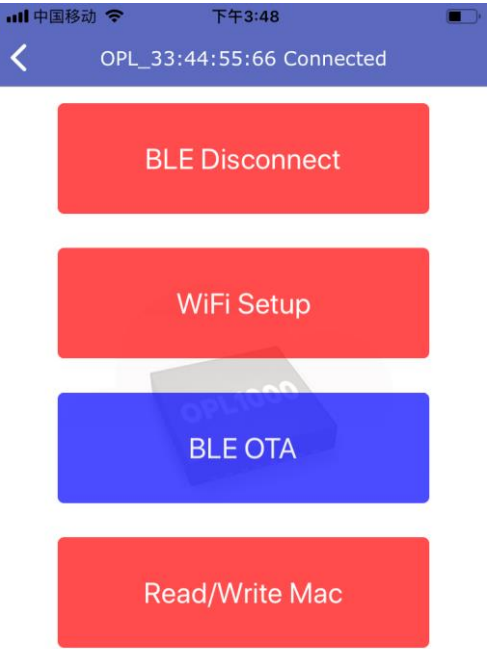 中国移动 下午3:48
OPL_33:44:55:66 Connected
BLE Disconnect
WiFi Setup
OPL1000
BLE OTA
Read/Write Mac